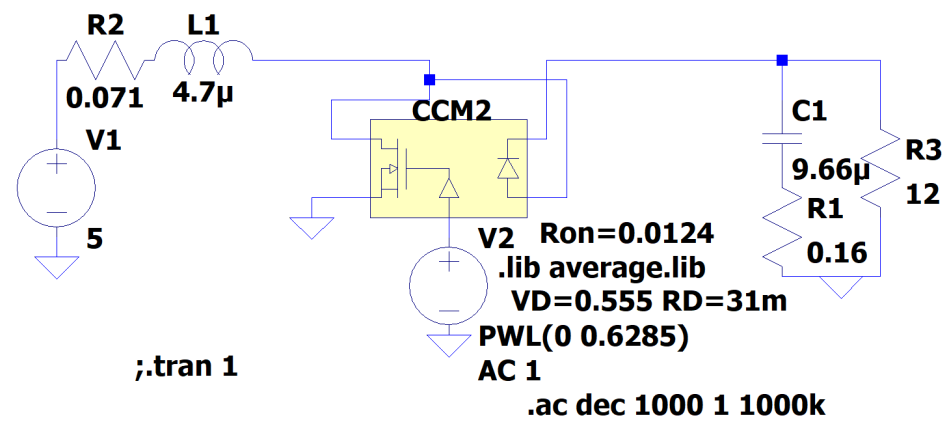 R2
L1
0.071
4.7µ
V1
5
CCM2
C1
9.66µ
R3
12
R1
0.16
V2
Ron=0.0124
.lib average.lib
VD=0.555 RD=31m
PWL(0 0.6285)
AC 1
;.tran 1
.ac dec 1000 1 1000k